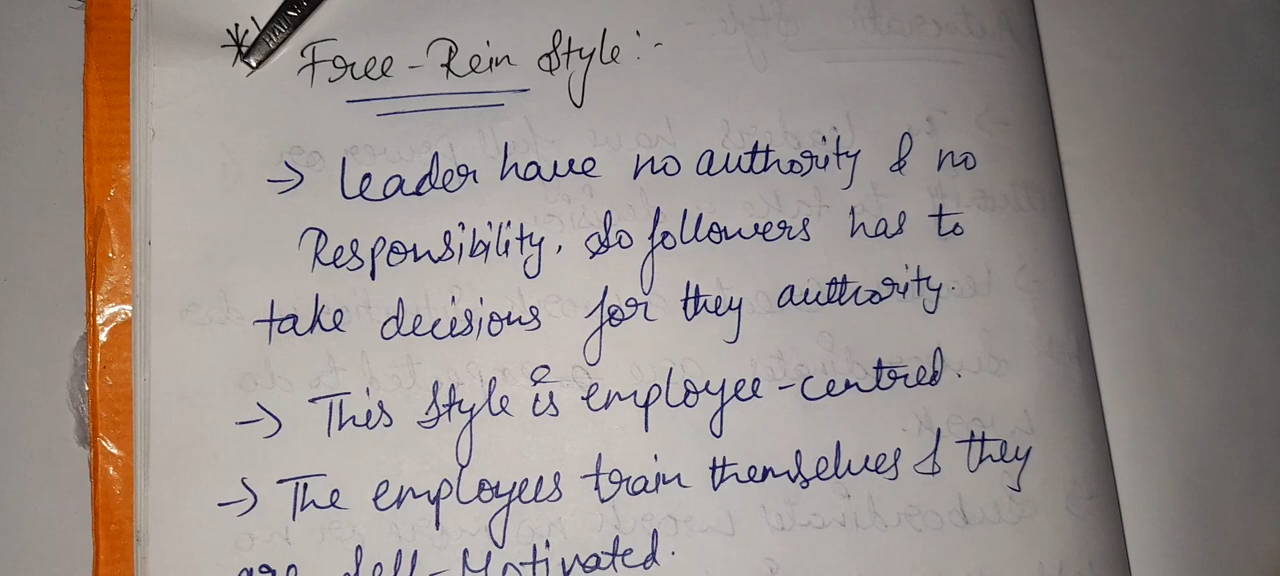 * Free-Rein Style:-
→ Leader have no authority & no
Responsibility. So followers has to
take decisions for they authority.
→ This Style is employee-centred.
→ The employees train themselves & they
are Self-Motivated.